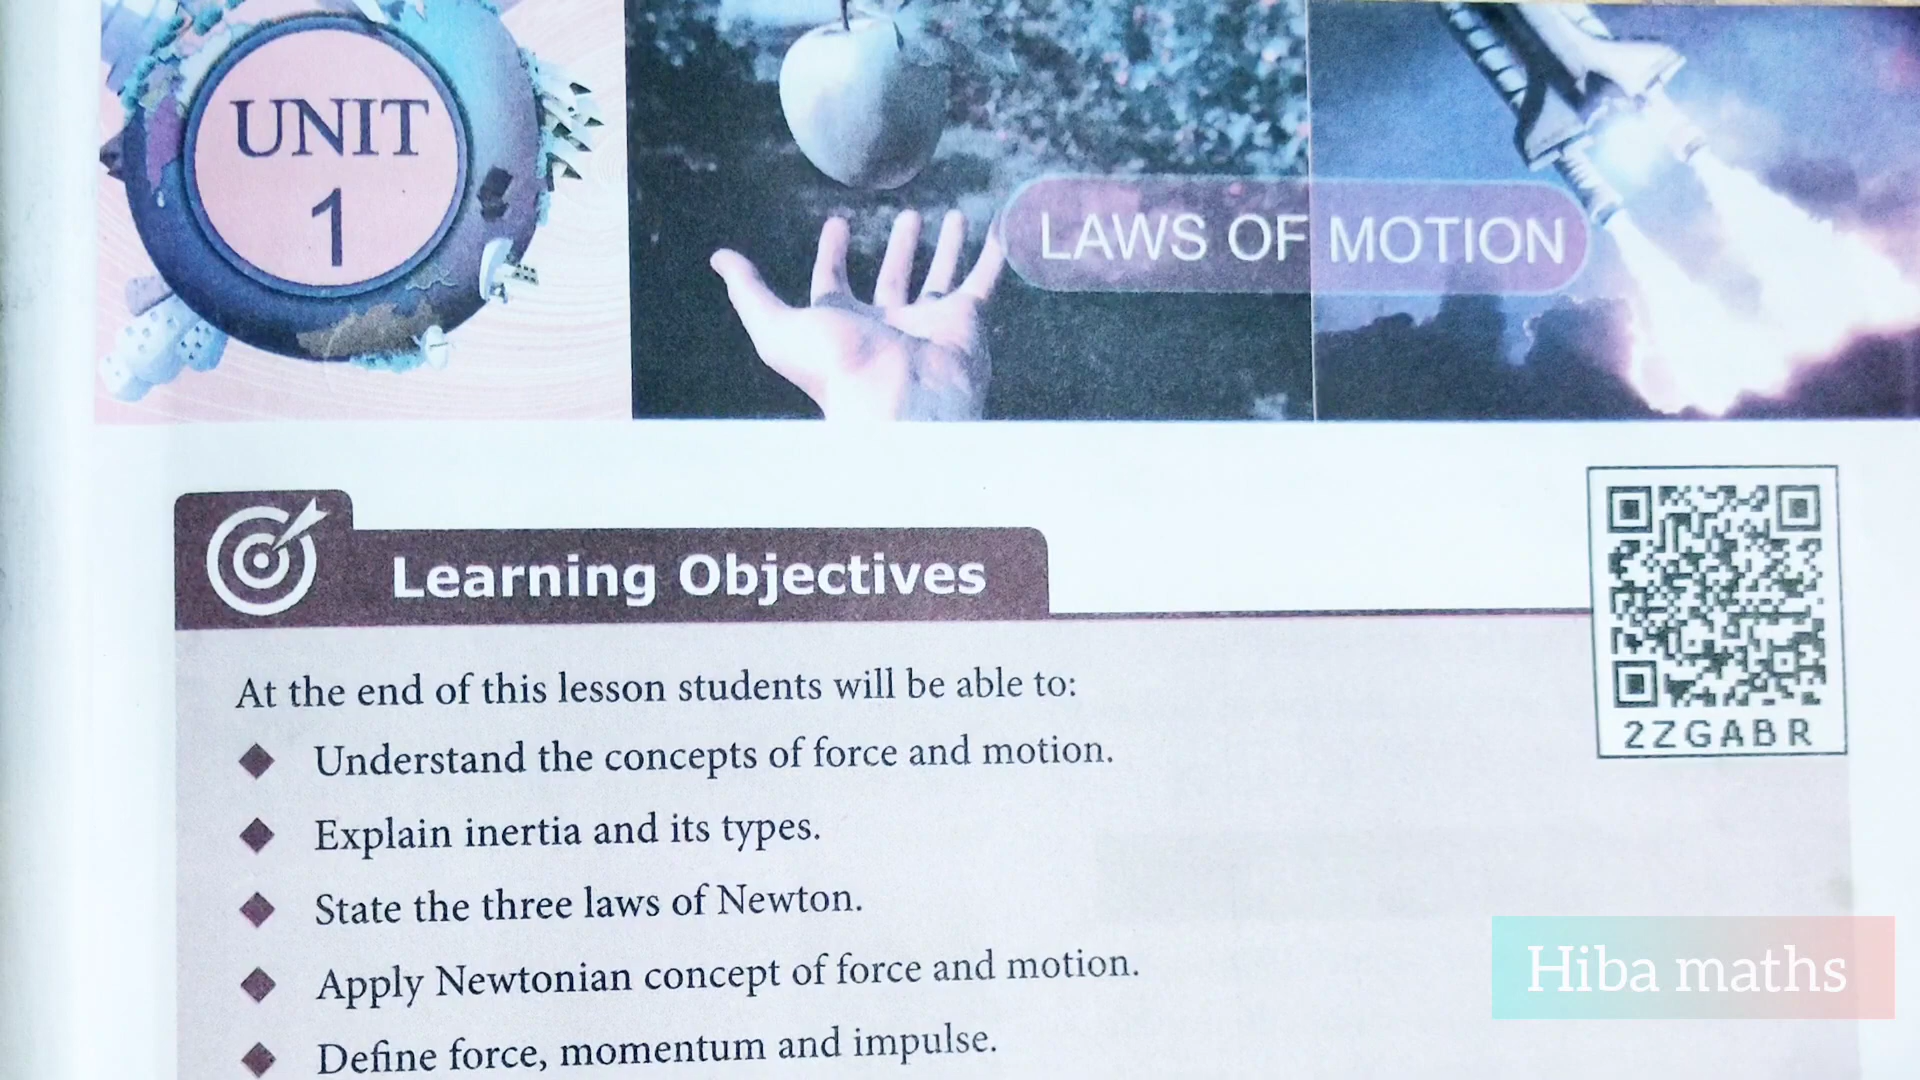 UNIT
1
LAWS OF MOTION
Learning Objectives
2ZGABR
At the end of this lesson students will be able to:
Understand the concepts of force and motion.
Explain inertia and its types.
State the three laws of Newton.
Apply Newtonian concept of force and motion.
Define force, momentum and impulse.
Hiba maths